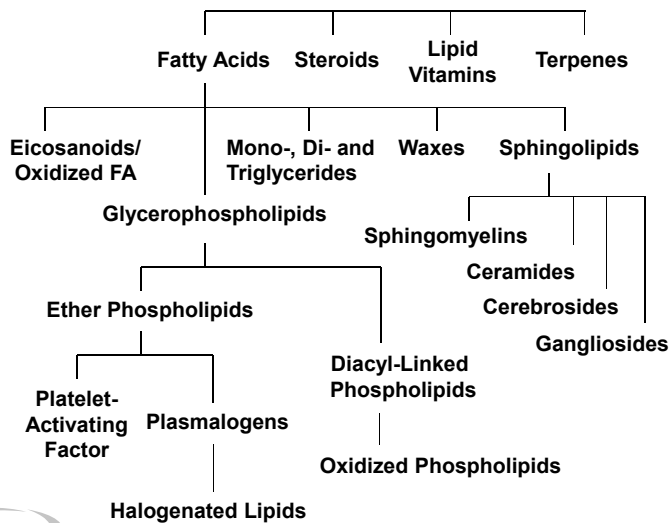 Fatty Acids
Steroids
Lipid
Vitamins
Terpenes
Eicosanoids/
Oxidized FA
Mono-, Di- and
Triglycerides
Waxes
Sphingolipids
Glycerophospholipids
Sphingomyelins
Ceramides
Cerebrosides
Gangliosides
Ether Phospholipids
Diacyl-Linked
Phospholipids
Platelet-
Activating
Factor
Plasmalogens
Oxidized Phospholipids
Halogenated Lipids